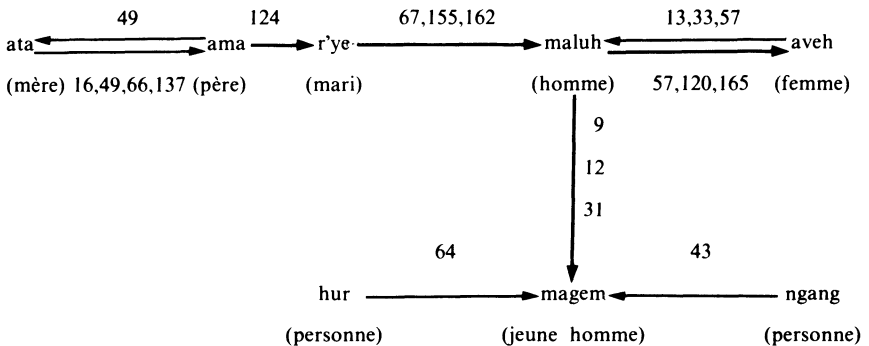 49 124 67,155,162 13,33,57
ata ama r'ye maluh aveh
(mère) 16,49,66,137 (père) (mari) (homme) 57,120,165 (femme)
9
12
31
64 43
hur magem ngang
(personne) (jeune homme) (personne)